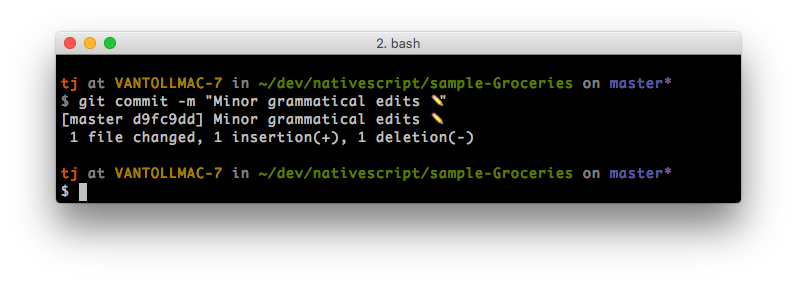 2. bash
tj at VANTOLLMAC-7 in ~/dev/nativescript/sample-Groceries on master*
$ git commit -m "Minor grammatical edits ✏️"
[master d9fc9dd] Minor grammatical edits ✏️
1 file changed, 1 insertion(+), 1 deletion(-)
tj at VANTOLLMAC-7 in ~/dev/nativescript/sample-Groceries on master*
$